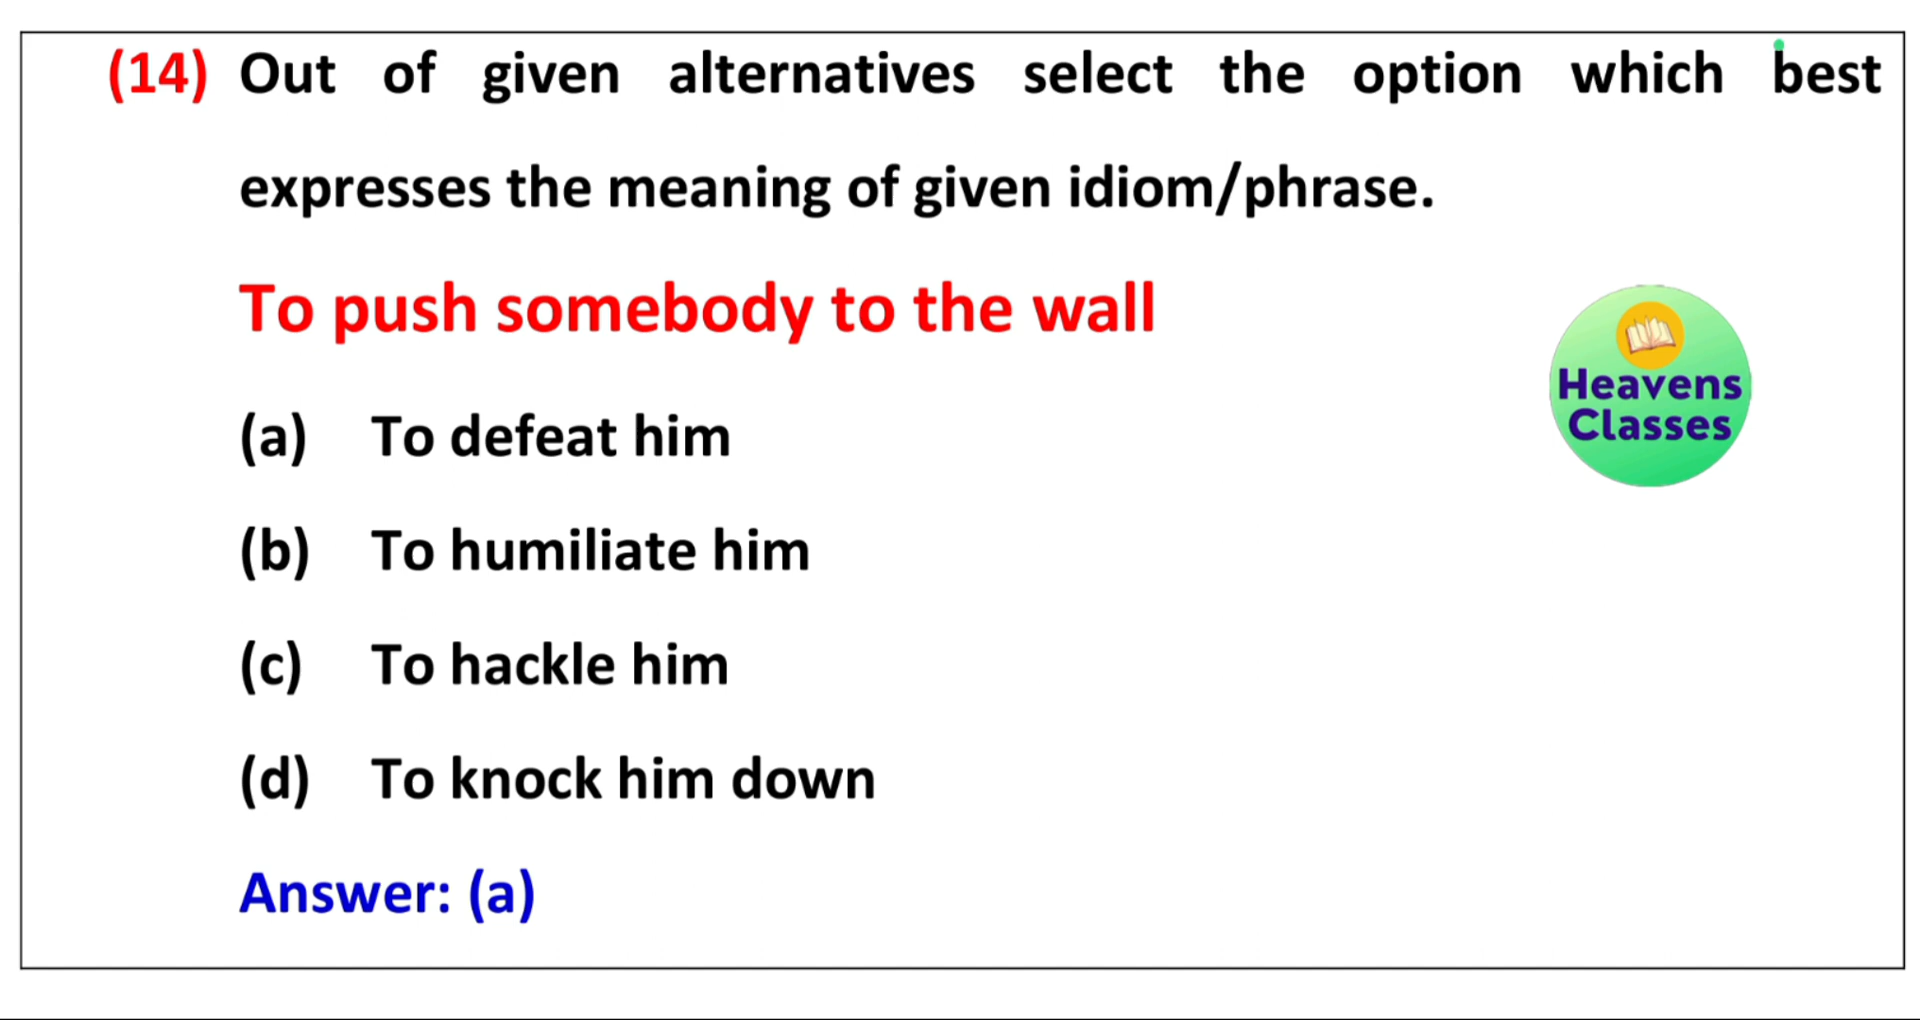 (14) Out of given alternatives select the option which best
expresses the meaning of given idiom/phrase.
To push somebody to the wall
Heavens
Classes
(a) To defeat him
(b) To humiliate him
(c) To hackle him
(d) To knock him down
Answer: (a)